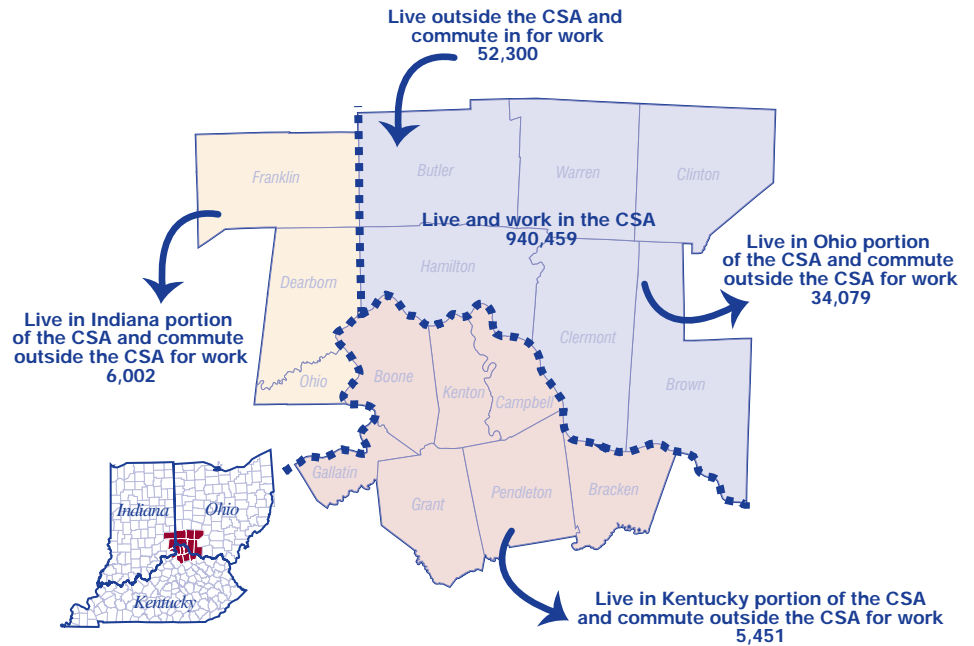 Live outside the CSA and
commute in for work
52,300
Franklin
Butler
Warren
Clinton
Live and work in the CSA
940,459
Dearborn
Hamilton
Live in Ohio portion
of the CSA and commute
outside the CSA for work
34,079
Live in Indiana portion
of the CSA and commute
outside the CSA for work
6,002
Clermont
Ohio
Boone
Kenton
Campbell
Brown
Gallatin
Grant
Pendleton
Bracken
Indiana
Ohio
Kentucky
Live in Kentucky portion of the CSA
and commute outside the CSA for work
5,451